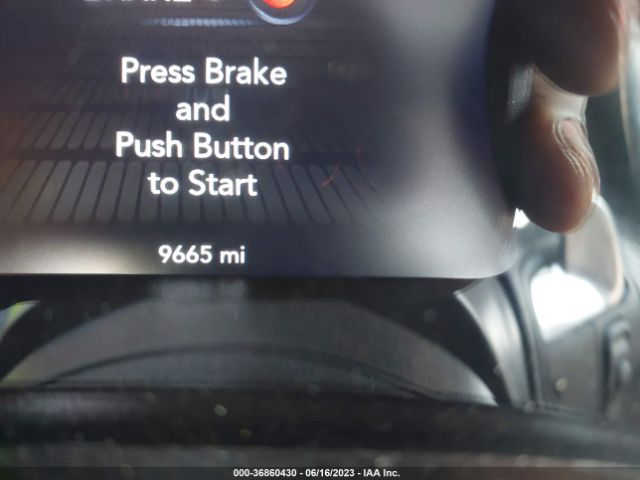 Press Brake
and
Push Button
to Start
9665 mi
000-36860430 - 06/16/2023 - IAA Inc.